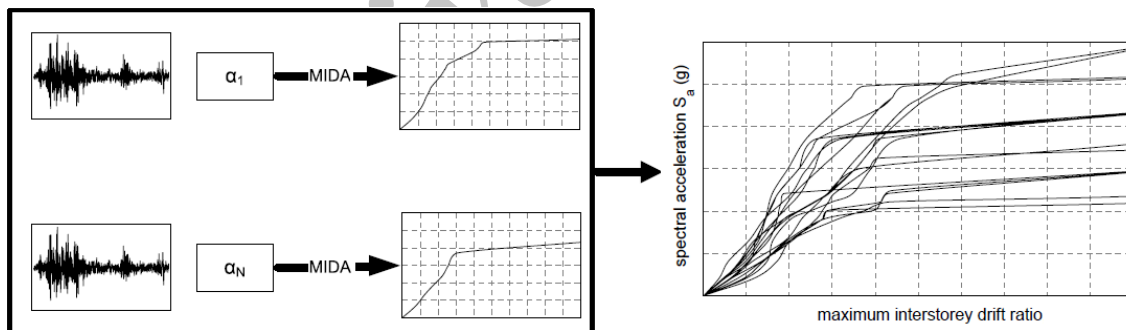 α1
MIDA
αN
MIDA
spectral acceleration Sa (g)
maximum interstorey drift ratio